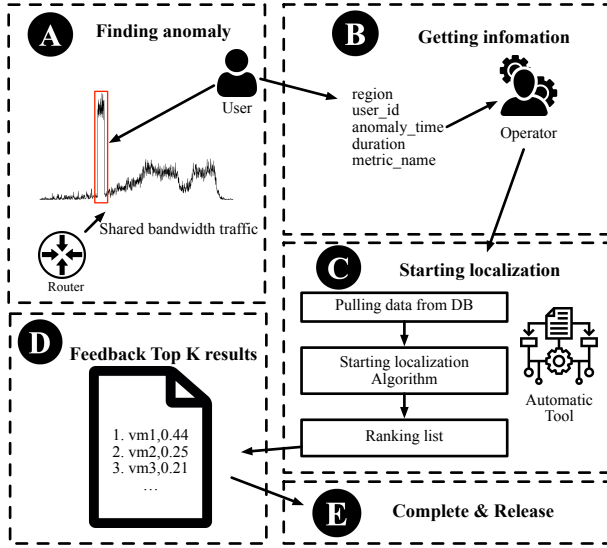 A
Finding anomaly
User
Shared bandwidth traffic
Router
B
Getting infomation
region
user_id
anomaly_time
duration
metric_name
Operator
C
Starting localization
Pulling data from DB
Starting localization
Algorithm
Ranking list
Automatic
Tool
D
Feedback Top K results
1. vm1,0.44
2. vm2,0.25
3. vm3,0.21
…
E
Complete & Release